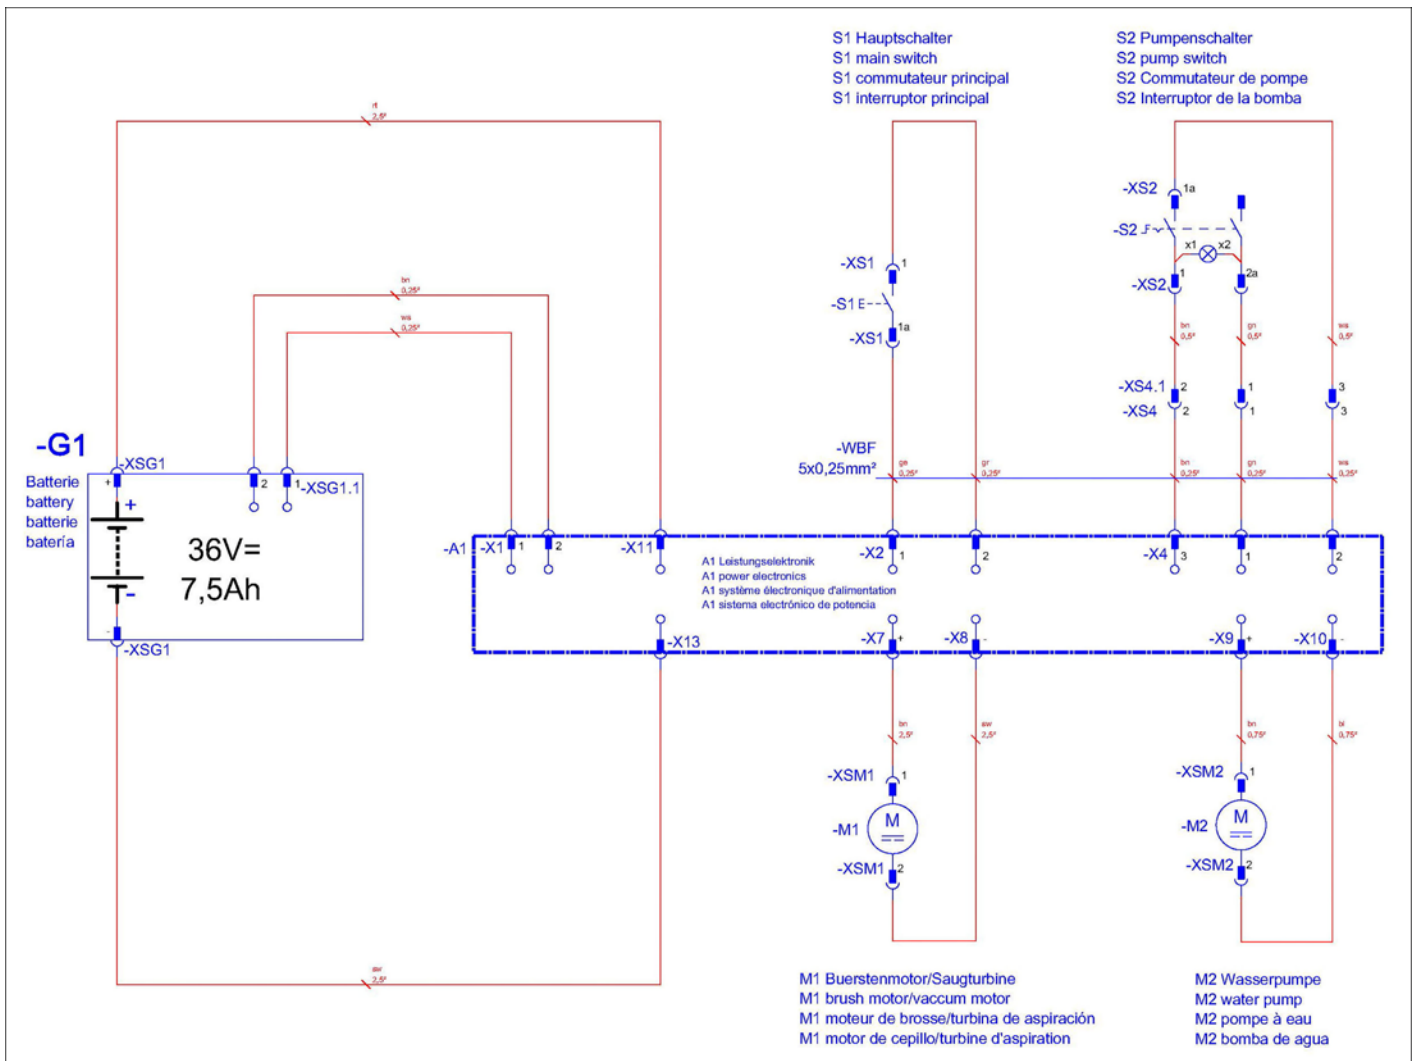 S1 Hauptschalter
S1 main switch
S1 commutateur principal
S1 interruptor principal
S2 Pumpenschalter
S2 pump switch
S2 Commutateur de pompe
S2 Interruptor de la bomba
rt
2,5²
-XS2 1a
-S2
x1 x2
-XS2 1 2a
-XS1 1
-S1
-XS1 1a
bn
0,25²
ws
0,25²
bn
0,5²
gn
0,5²
ws
0,5²
-XS4.1 2 1 3
-XS4 2 1 3
-G1
Batterie
battery
batterie
batería
-XSG1
+
2 1 -XSG1.1
+
36V=
7,5Ah
-
-
-XSG1
-WBF
5x0,25mm²
ge
0,25²
gr
0,25²
bn
0,25²
gn
0,25²
ws
0,25²
-A1 -X1 1 2 -X11 -X2 1 2 -X4 3 1 2
A1 Leistungselektronik
A1 power electronics
A1 système électronique d'alimentation
A1 sistema electrónico de potencia
-X13 -X7 + -X8 - -X9 + -X10 -
bn
2,5²
sw
2,5²
bn
0,75²
bl
0,75²
-XSM1 1
-M1 M
-XSM1 2
-XSM2 1
-M2 M
-XSM2 2
sw
2,5²
M1 Buerstenmotor/Saugturbine
M1 brush motor/vaccum motor
M1 moteur de brosse/turbina de aspiración
M1 motor de cepillo/turbine d'aspiration
M2 Wasserpumpe
M2 water pump
M2 pompe à eau
M2 bomba de agua